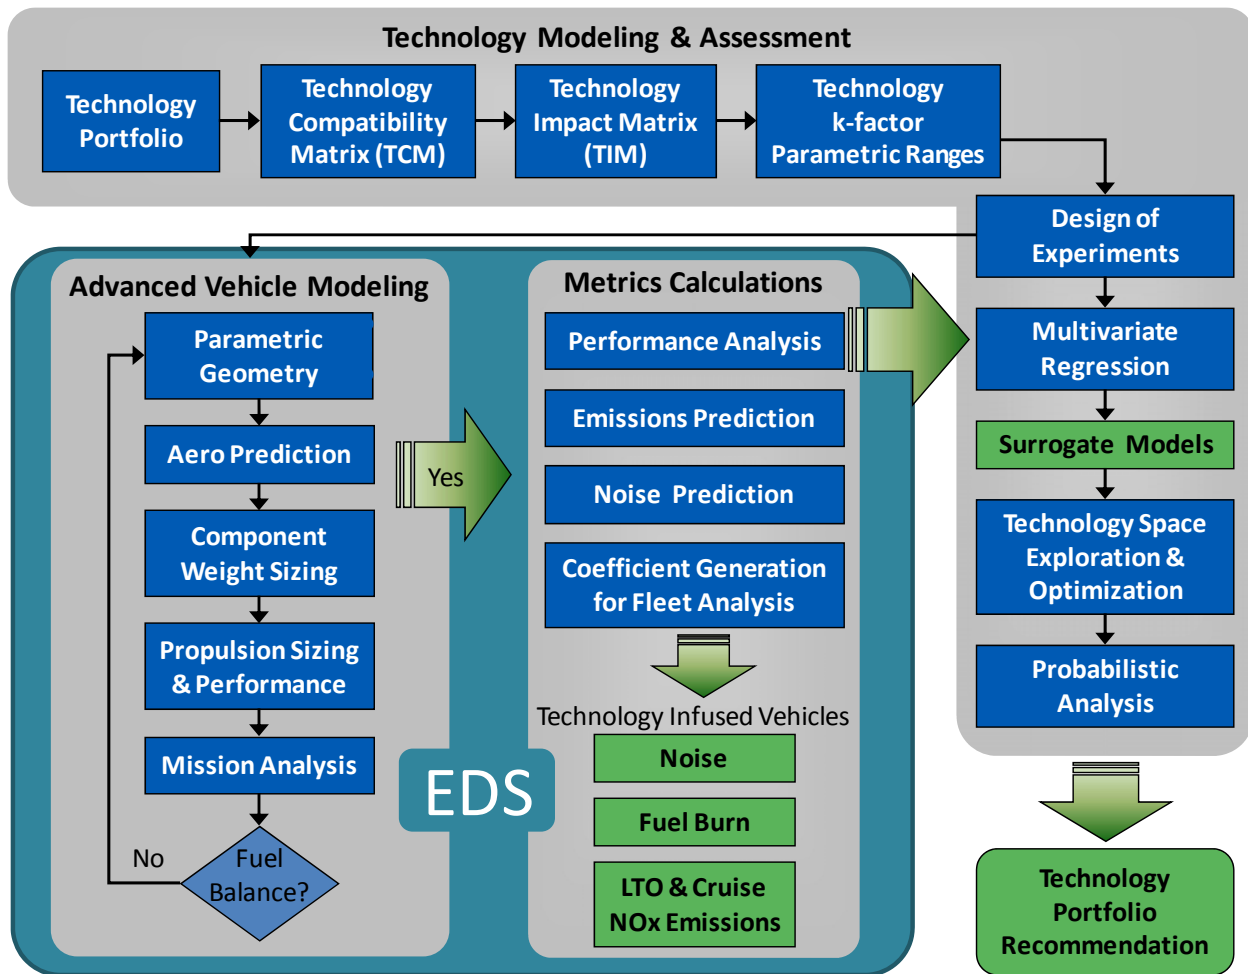 Technology Modeling & Assessment
Technology
Portfolio
Technology
Compatibility
Matrix (TCM)
Technology
Impact Matrix
(TIM)
Technology
k-factor
Parametric Ranges
Design of
Experiments
Multivariate
Regression
Surrogate Models
Technology Space
Exploration &
Optimization
Probabilistic
Analysis
Technology
Portfolio
Recommendation
Advanced Vehicle Modeling
Parametric
Geometry
Aero Prediction
Component
Weight Sizing
Propulsion Sizing
& Performance
Mission Analysis
Fuel
Balance?
No
Yes
EDS
Metrics Calculations
Performance Analysis
Emissions Prediction
Noise Prediction
Coefficient Generation
for Fleet Analysis
Technology Infused Vehicles
Noise
Fuel Burn
LTO & Cruise
NOx Emissions